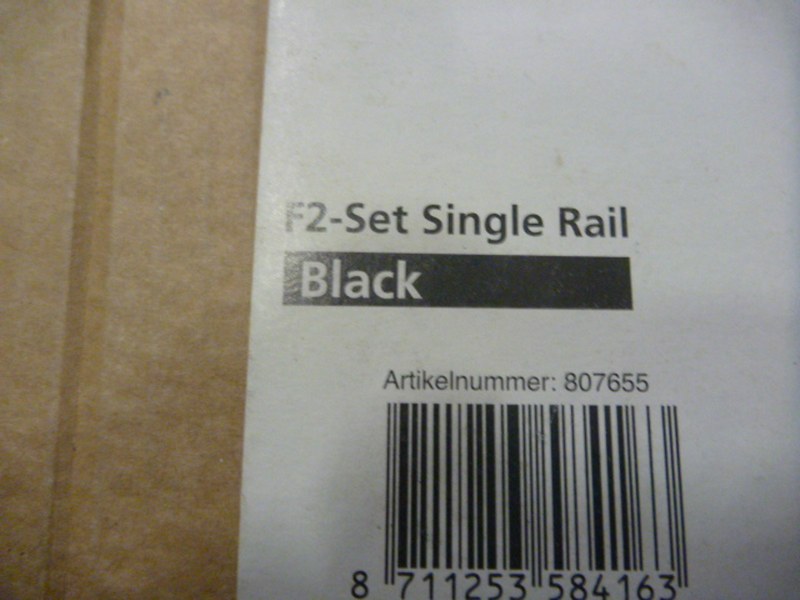 F2-Set Single Rail
Black
Artikelnummer: 807655
8 711253 584163